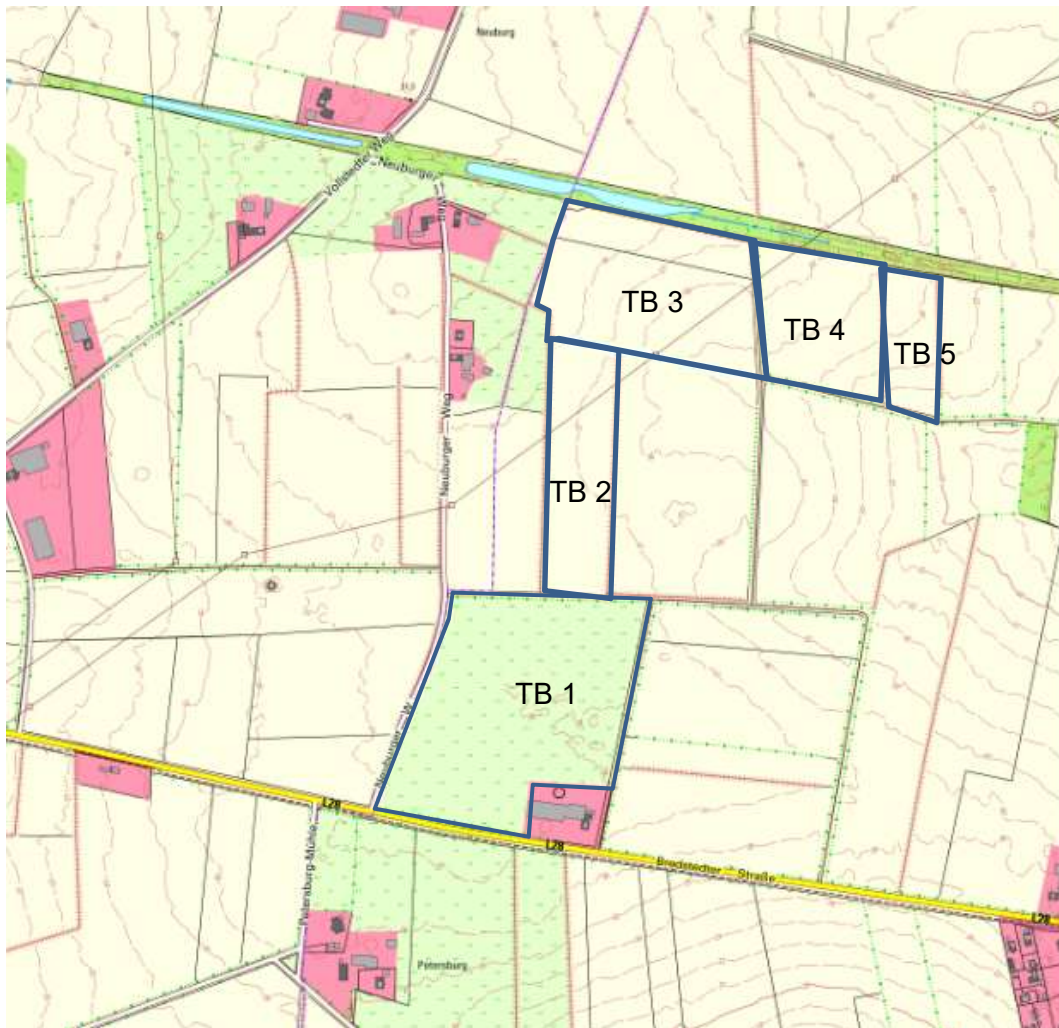 Neuburg
Vollstedter Weg
Neuburger
Weg
TB 3
TB 4
TB 5
Neuburger Weg
TB 2
TB 1
Neuburger W.
L28
L28
Bredstedter Straße
L28
Petersburg-Mühle
Petersburg